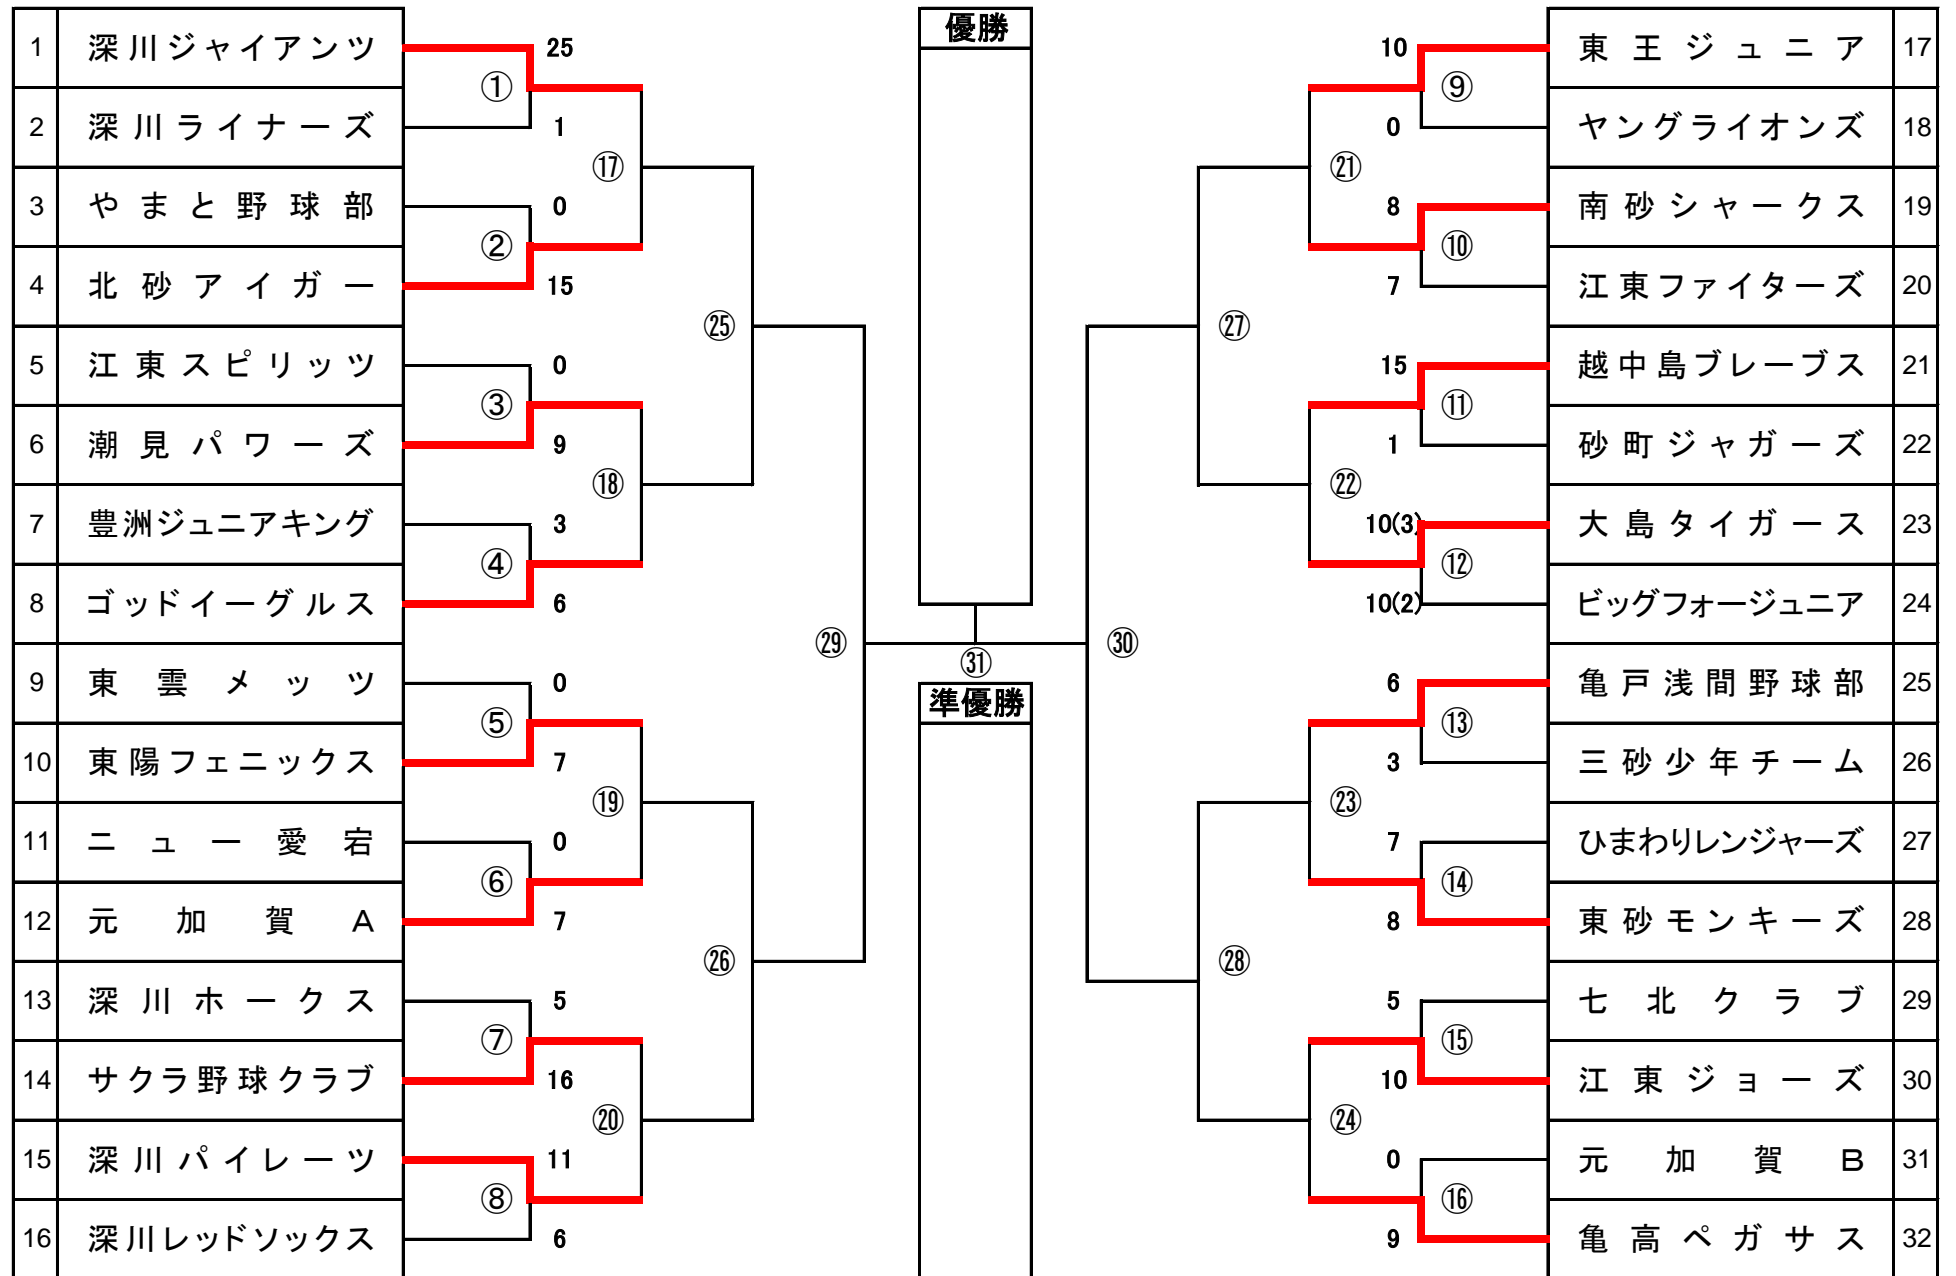 優勝
1 深川ジャイアンツ 25 10 東王ジュニア 17
① ⑨
2 深川ライナーズ 1 0 ヤングライオンズ 18
⑰ ㉑
3 やまと野球部 0 8 南砂シャークス 19
② ⑩
4 北砂アイガー 15 7 江東ファイターズ 20
㉕ ㉗
5 江東スピリッツ 0 15 越中島ブレーブス 21
③ ⑪
6 潮見パワーズ 9 1 砂町ジャガーズ 22
⑱ ㉒
7 豊洲ジュニアキング 3 10(3) 大島タイガース 23
④ ⑫
8 ゴッドイーグルス 6 10(2) ビッグフォージュニア 24
㉙ ㉛ ㉚
9 東雲メッツ 0 6 亀戸浅間野球部 25
準優勝
⑤ ⑬
10 東陽フェニックス 7 3 三砂少年チーム 26
⑲ ㉓
11 ニュー愛宕 0 7 ひまわりレンジャーズ 27
⑥ ⑭
12 元加賀A 7 8 東砂モンキーズ 28
㉖ ㉘
13 深川ホークス 5 5 七北クラブ 29
⑦ ⑮
14 サクラ野球クラブ 16 10 江東ジョーズ 30
⑳ ㉔
15 深川パイレーツ 11 0 元加賀B 31
⑧ ⑯
16 深川レッドソックス 6 9 亀高ペガサス 32